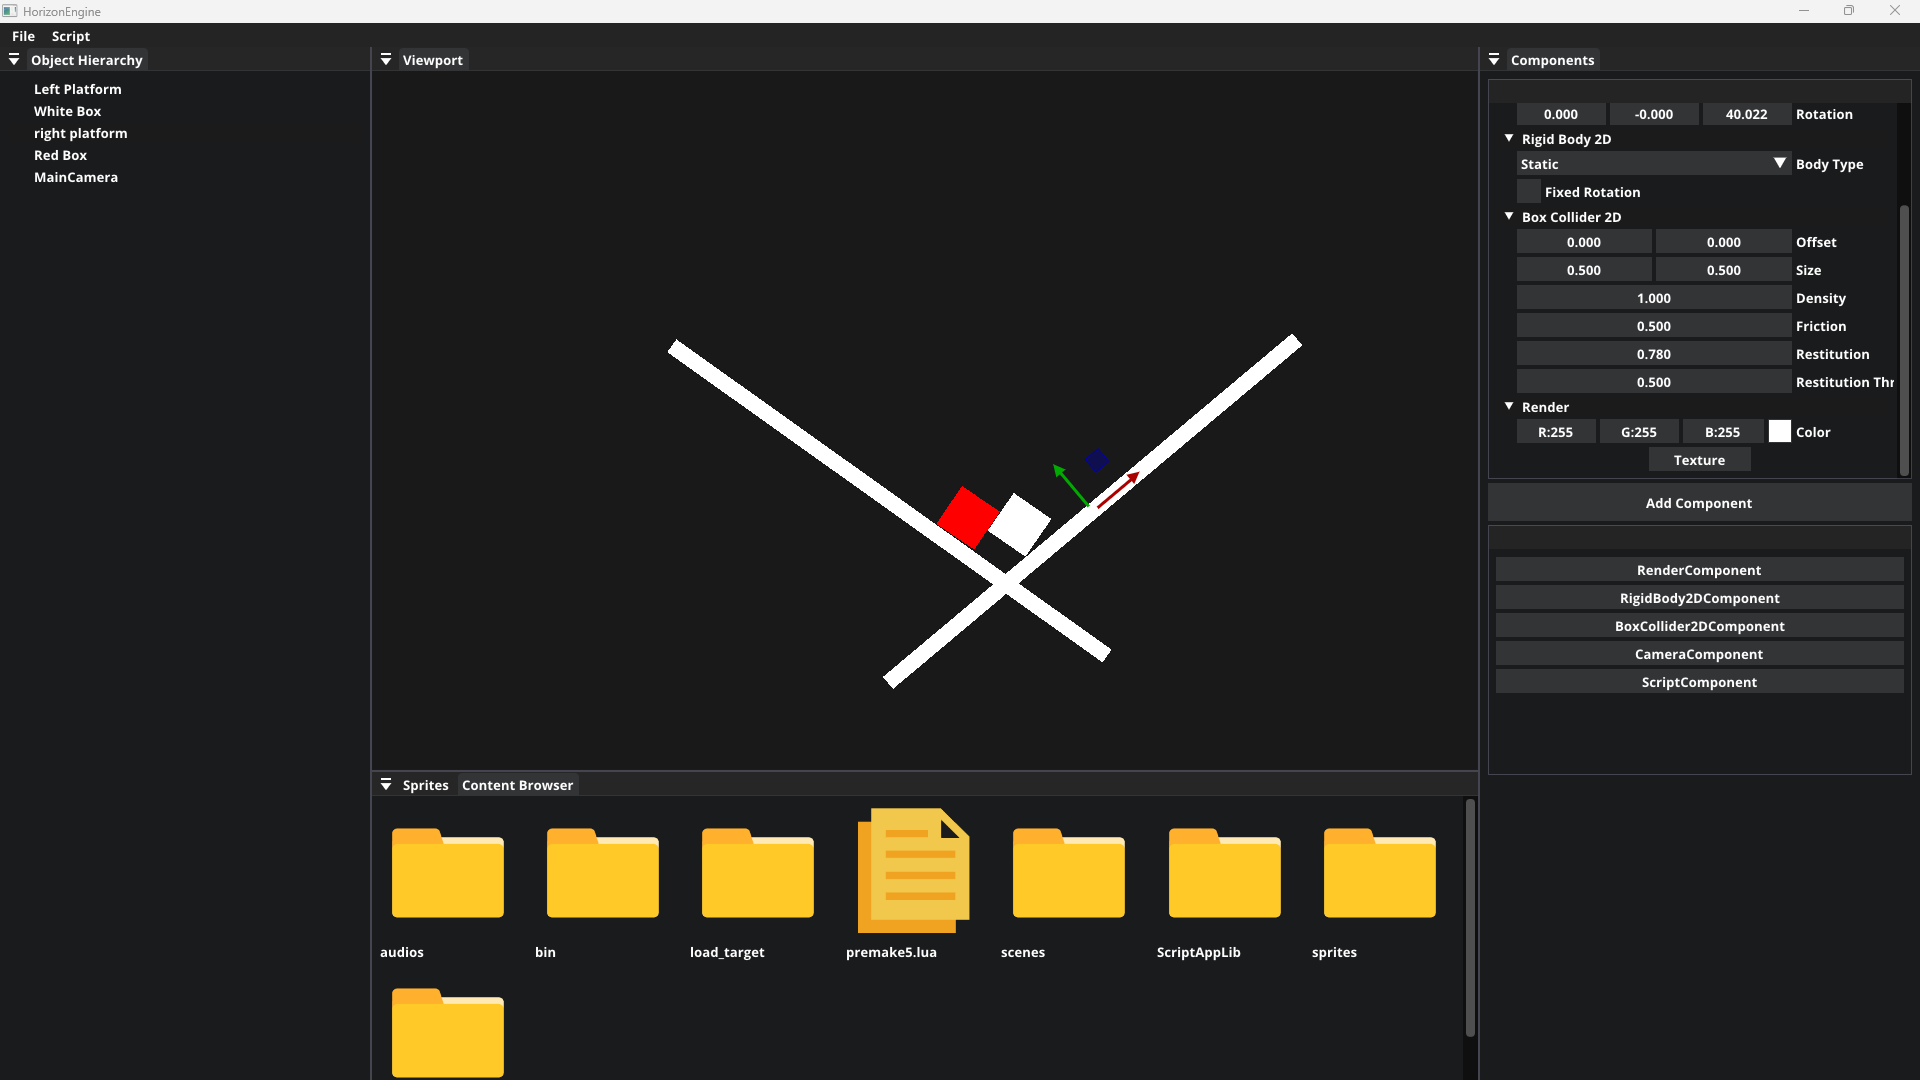 HorizonEngine
File Script
Object Hierarchy
Left Platform
White Box
right platform
Red Box
MainCamera
Viewport
Components
0.000 -0.000 40.022 Rotation
Rigid Body 2D
Static Body Type
Fixed Rotation
Box Collider 2D
0.000 0.000 Offset
0.500 0.500 Size
1.000 Density
0.500 Friction
0.780 Restitution
0.500 Restitution Thr
Render
R:255 G:255 B:255 Color
Texture
Add Component
RenderComponent
RigidBody2DComponent
BoxCollider2DComponent
CameraComponent
ScriptComponent
Sprites Content Browser
audios bin load_target premake5.lua scenes ScriptAppLib sprites